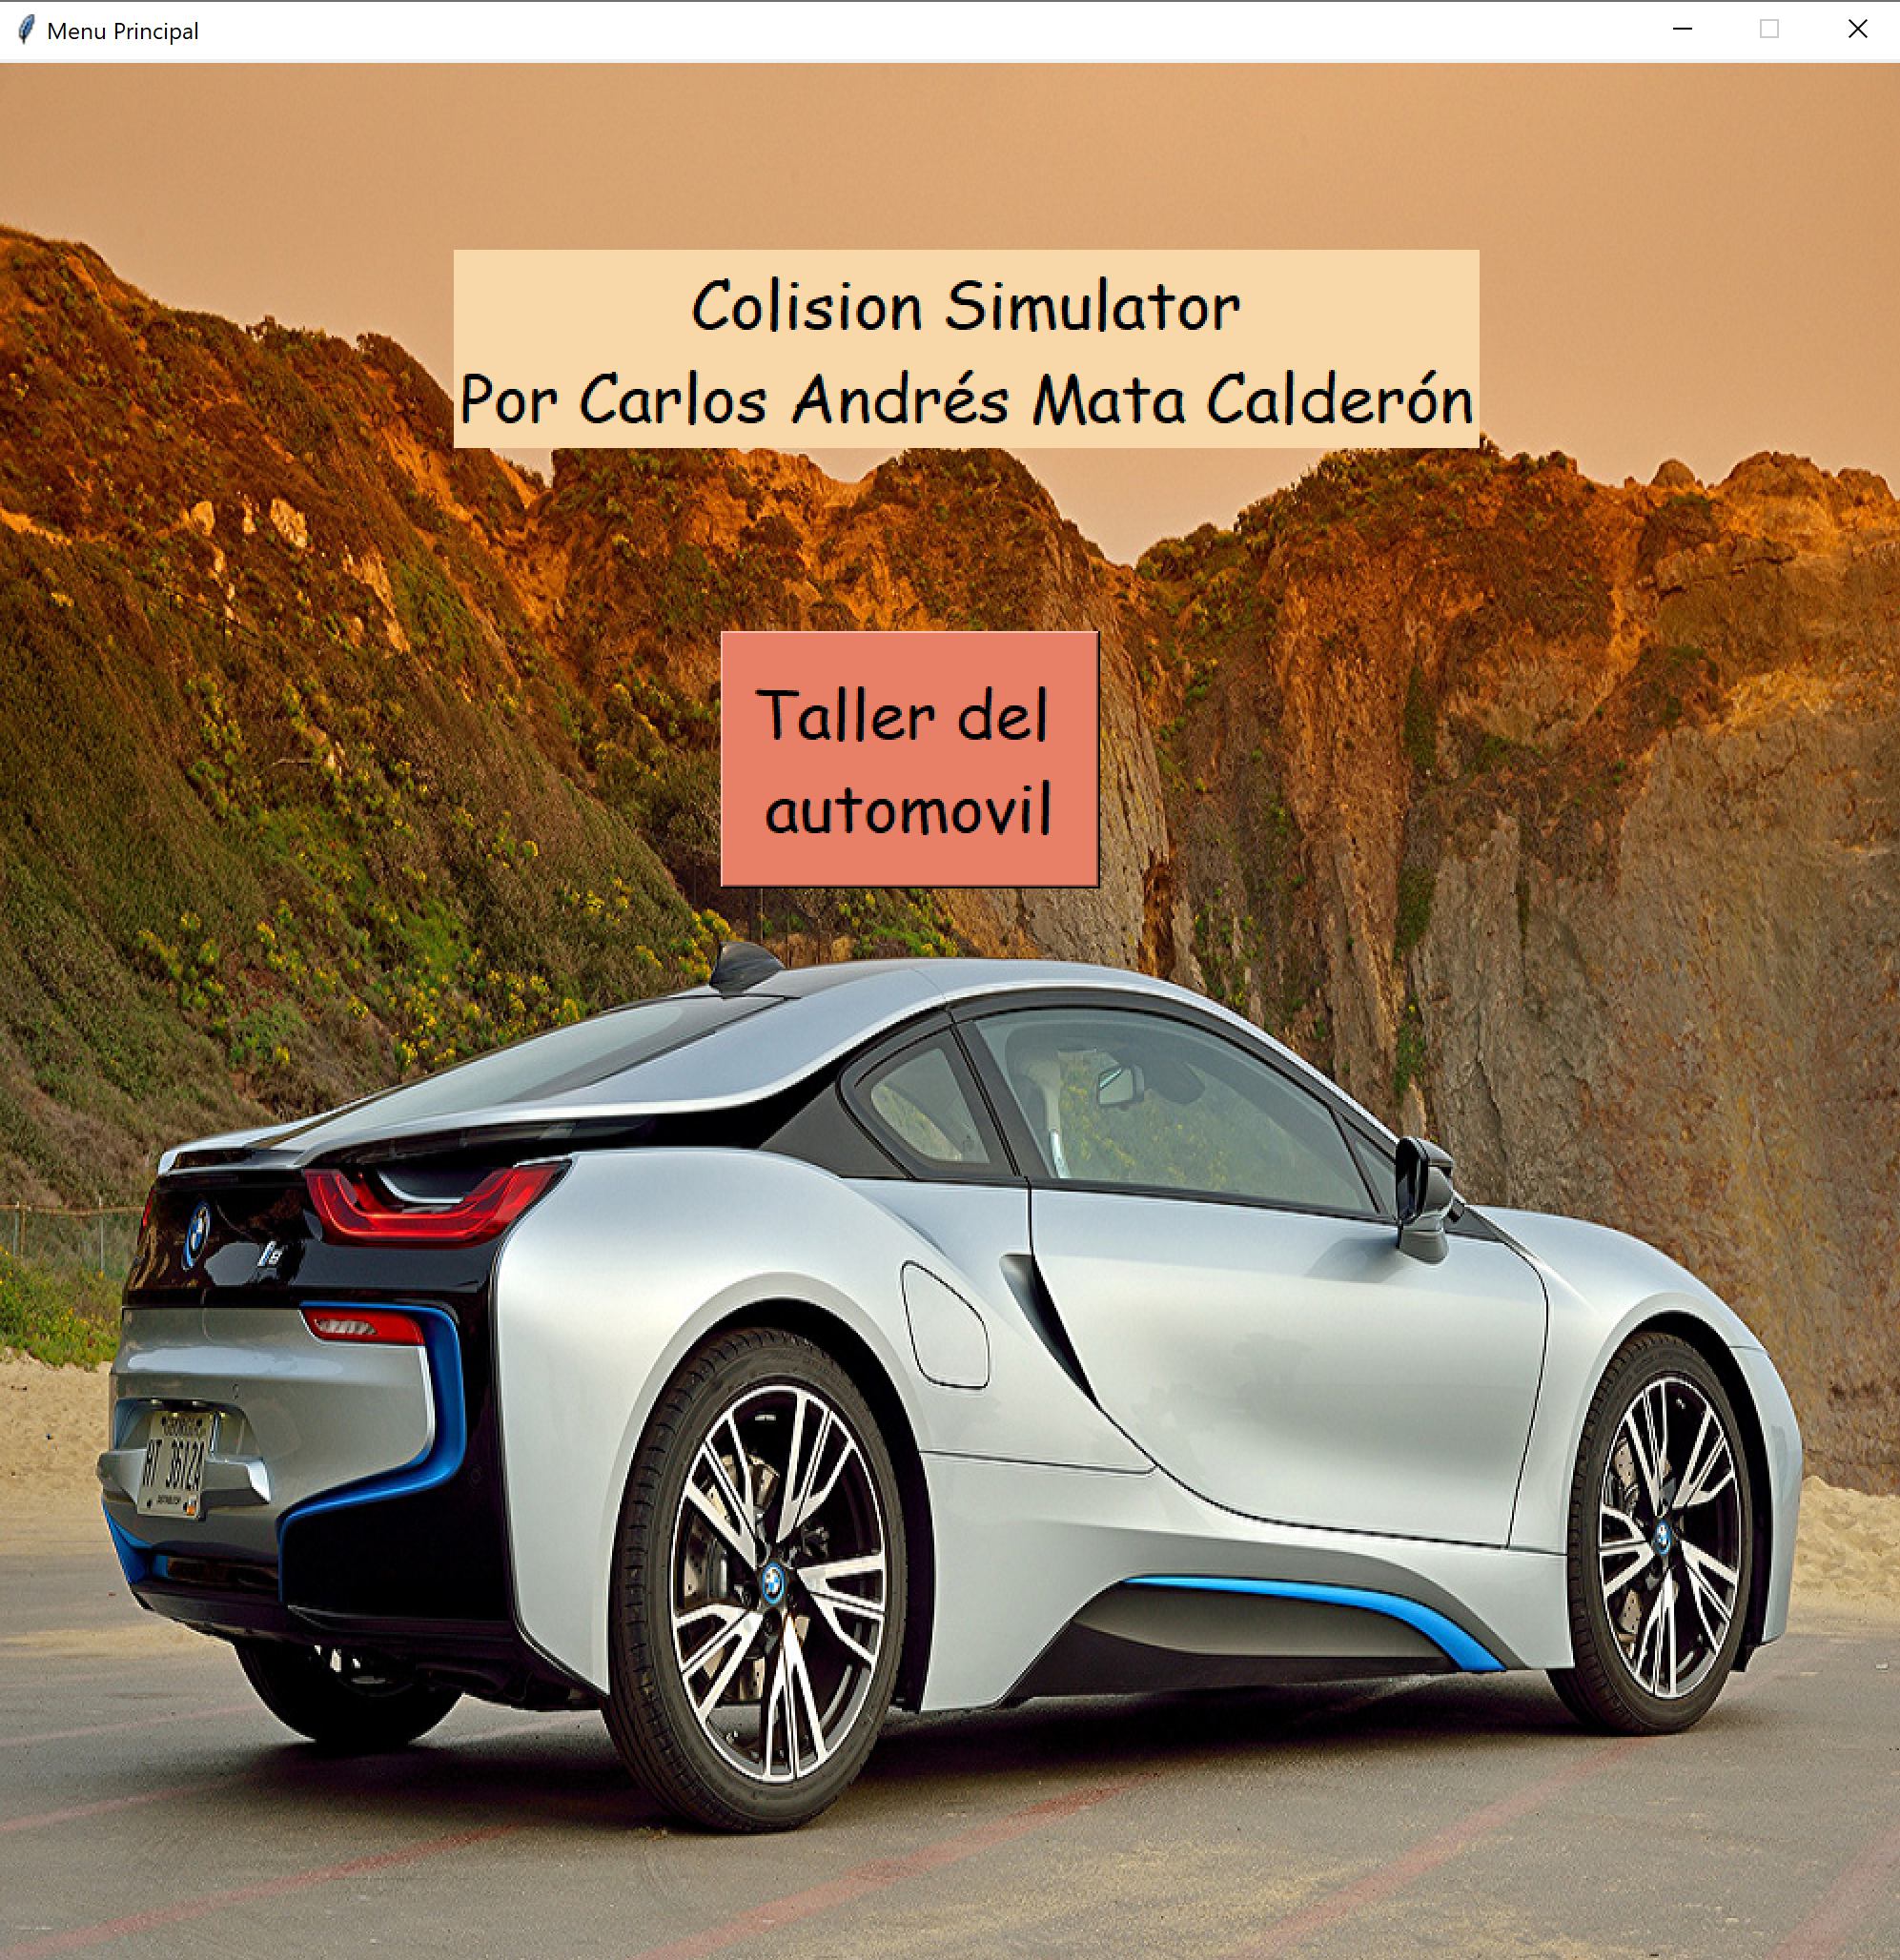 Menu Principal
Colision Simulator
Por Carlos Andrés Mata Calderón
Taller del
automovil